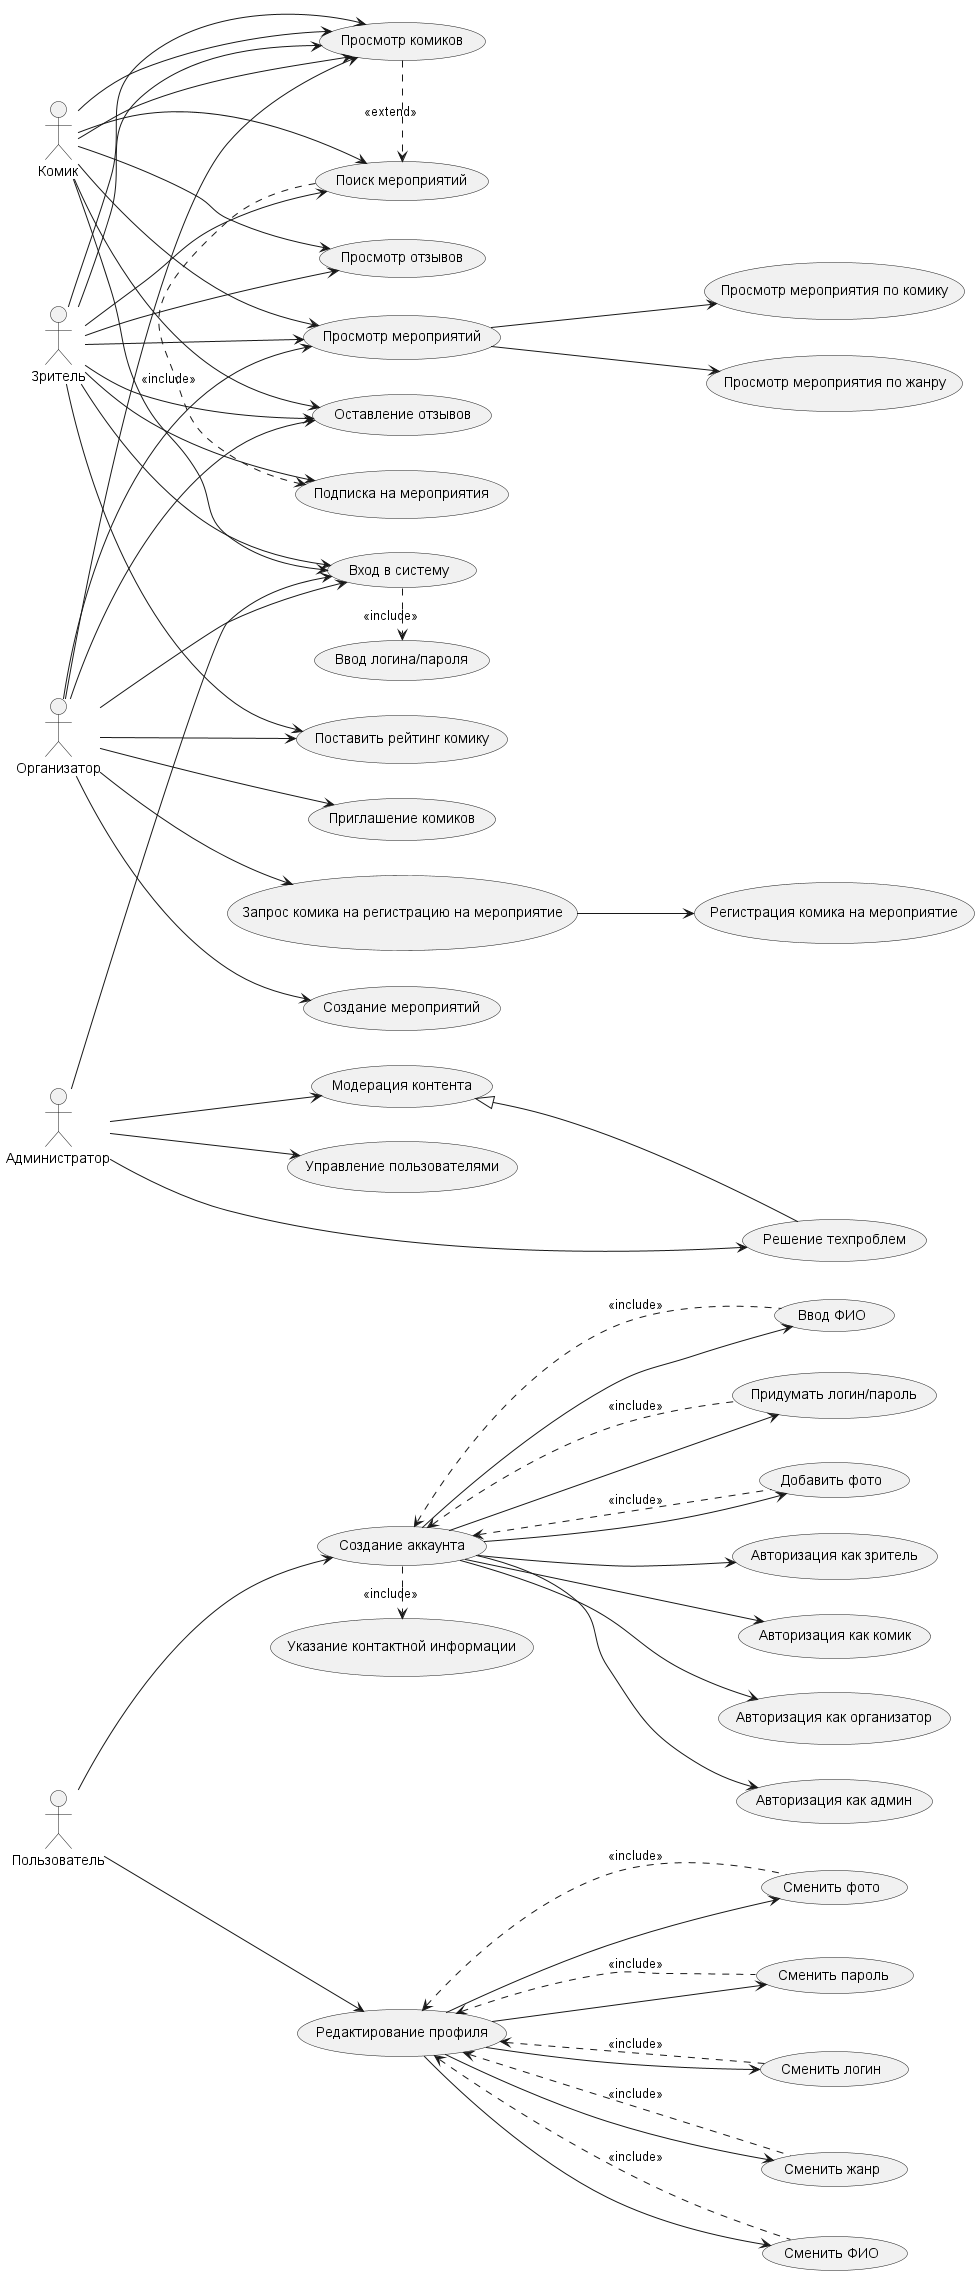 Просмотр комиков
«extend»
Комик
Поиск мероприятий
Просмотр отзывов
Просмотр мероприятия по комику
Просмотр мероприятий
Зритель
«include»
Просмотр мероприятия по жанру
Оставление отзывов
Подписка на мероприятия
Вход в систему
«include»
Ввод логина/пароля
Поставить рейтинг комику
Организатор
Приглашение комиков
Запрос комика на регистрацию на мероприятие
Регистрация комика на мероприятие
Создание мероприятий
Модерация контента
Администратор
Управление пользователями
Решение техпроблем
«include»
Ввод ФИО
Придумать логин/пароль
«include»
Добавить фото
«include»
Создание аккаунта
Авторизация как зритель
«include»
Авторизация как комик
Указание контактной информации
Авторизация как организатор
Авторизация как админ
Пользователь
«include»
Сменить фото
«include»
Сменить пароль
Редактирование профиля
«include»
Сменить логин
«include»
Сменить жанр
«include»
Сменить ФИО